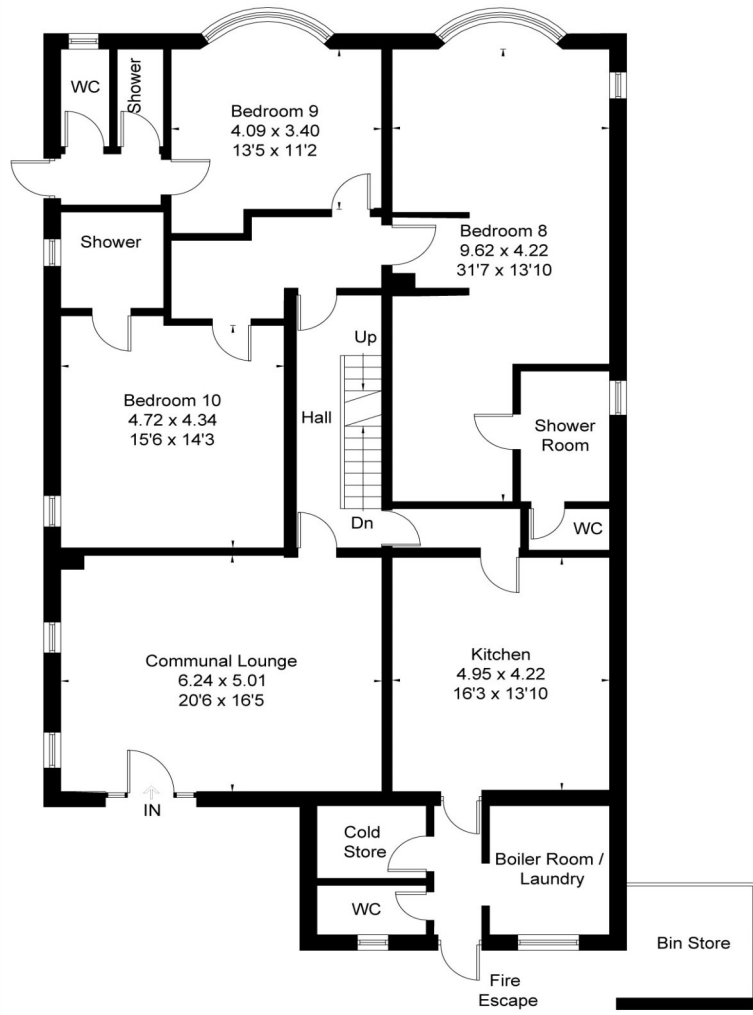 WC
Shower
Bedroom 9
4.09 x 3.40
13'5 x 11'2
Shower
Bedroom 8
9.62 x 4.22
31'7 x 13'10
Up
Bedroom 10
4.72 x 4.34
15'6 x 14'3
Hall
Shower
Room
Dn
WC
Communal Lounge
6.24 x 5.01
20'6 x 16'5
Kitchen
4.95 x 4.22
16'3 x 13'10
IN
Cold
Store
Boiler Room /
Laundry
WC
Bin Store
Fire
Escape